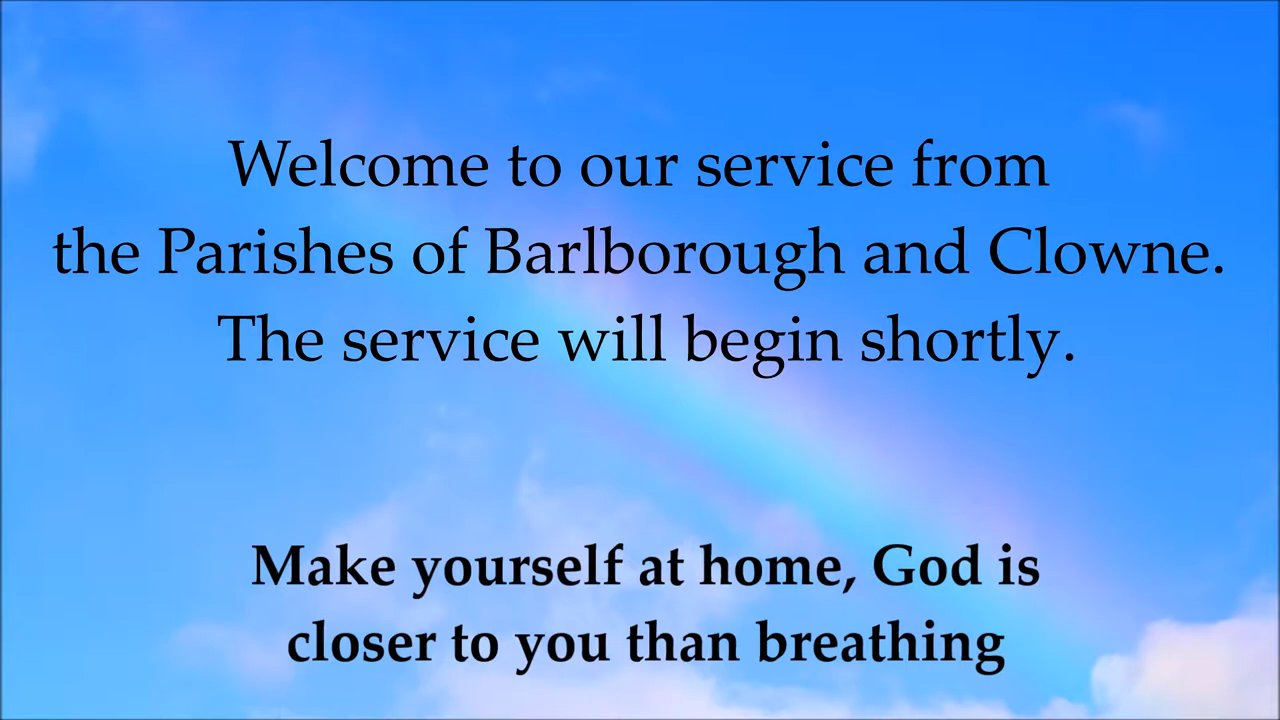 Welcome to our service from
the Parishes of Barlborough and Clowne.
The service will begin shortly.
Make yourself at home, God is
closer to you than breathing